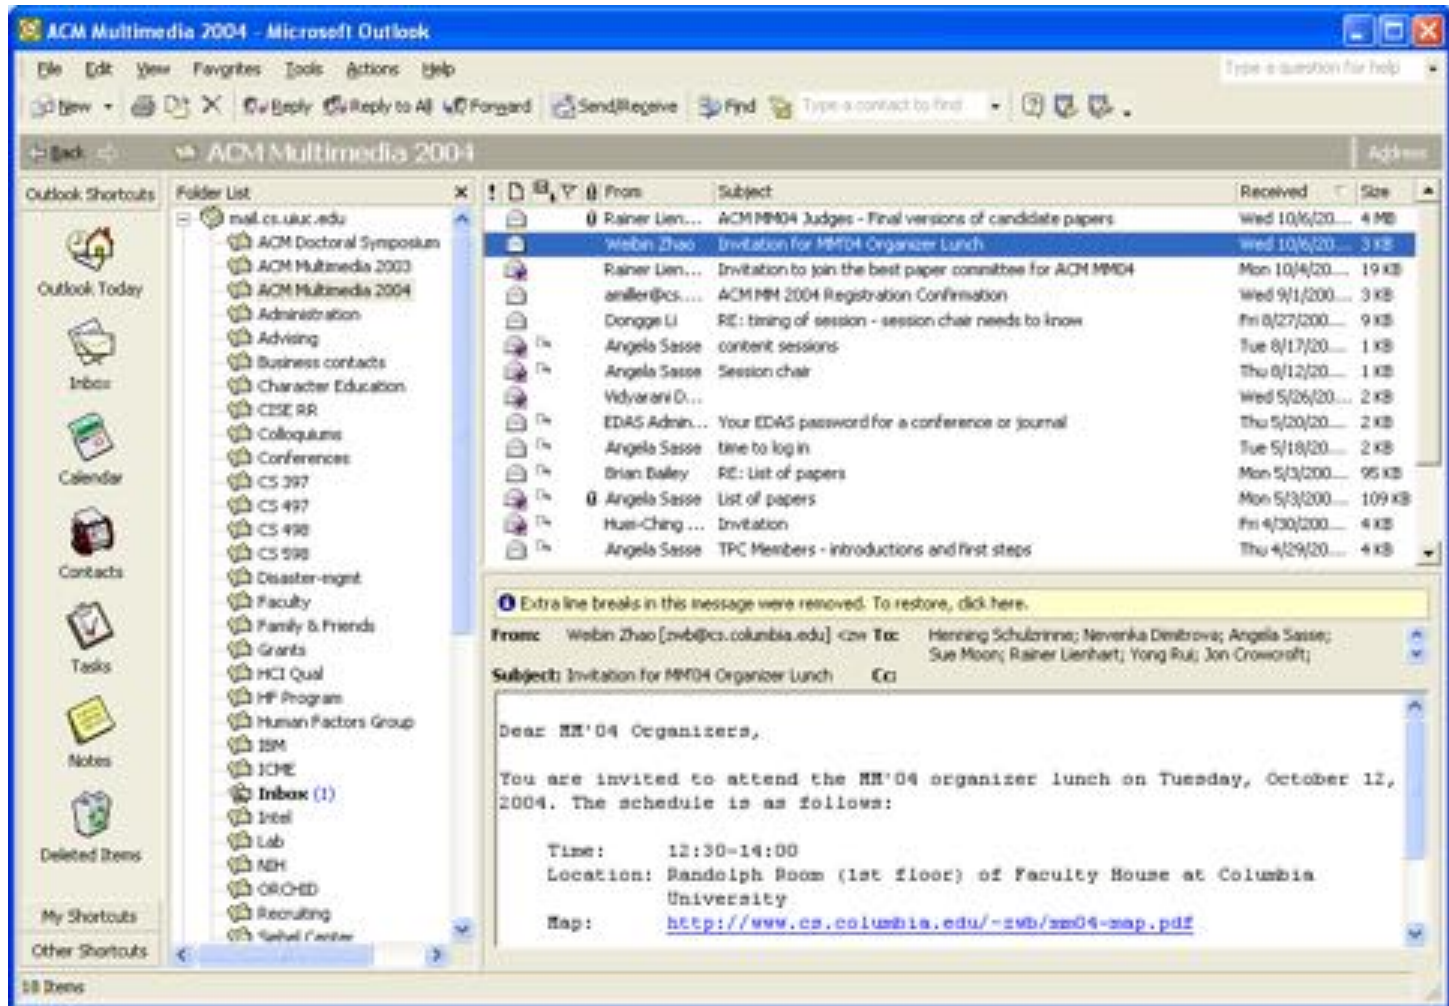 ACM Multimedia 2004 - Microsoft Outlook
File Edit View Favorites Tools Actions Help
Type a question for help
New Reply Reply to All Forward Send/Receive Find Type a contact to find
Back ACM Multimedia 2004 Address
Outlook Shortcuts
Outlook Today
Inbox
Calendar
Contacts
Tasks
Notes
Deleted Items
My Shortcuts
Other Shortcuts
Folder List
mail.cs.uiuc.edu
ACM Doctoral Symposium
ACM Multimedia 2003
ACM Multimedia 2004
Administration
Advising
Business contacts
Character Education
CISE RR
Colloquiums
Conferences
CS 397
CS 497
CS 498
CS 598
Disaster-mgmt
Faculty
Family & Friends
Grants
HCI Qual
HF Program
Human Factors Group
IBM
ICME
Inbox (1)
Intel
Lab
NIH
ORCHID
Recruiting
Siebel Center
From Subject Received Size
Rainer Lien... ACM MM04 Judges - Final versions of candidate papers Wed 10/6/20... 4 MB
Weibin Zhao Invitation for MM'04 Organizer Lunch Wed 10/6/20... 3 KB
Rainer Lien... Invitation to join the best paper committee for ACM MM04 Mon 10/4/20... 19 KB
amiller@cs.... ACM MM 2004 Registration Confirmation Wed 9/1/200... 3 KB
Dongge Li RE: timing of session - session chair needs to know Fri 8/27/200... 9 KB
Angela Sasse content sessions Tue 8/17/20... 1 KB
Angela Sasse Session chair Thu 8/12/20... 1 KB
Vidyarani D... Wed 5/26/20... 2 KB
EDAS Admin... Your EDAS password for a conference or journal Thu 5/20/20... 2 KB
Angela Sasse time to log in Tue 5/18/20... 2 KB
Brian Bailey RE: List of papers Mon 5/3/200... 95 KB
Angela Sasse List of papers Mon 5/3/200... 109 KB
Huei-Ching ... Invitation Fri 4/30/200... 4 KB
Angela Sasse TPC Members - introductions and first steps Thu 4/29/20... 4 KB
Extra line breaks in this message were removed. To restore, click here.
From: Weibin Zhao [zwb@cs.columbia.edu] <zw To: Henning Schulzrinne; Nevenka Dimitrova; Angela Sasse;
Sue Moon; Rainer Lienhart; Yong Rui; Jon Crowcroft;
Subject: Invitation for MM'04 Organizer Lunch Cc:
Dear MM'04 Organizers,
You are invited to attend the MM'04 organizer lunch on Tuesday, October 12,
2004. The schedule is as follows:
Time: 12:30-14:00
Location: Randolph Room (1st floor) of Faculty House at Columbia
University
Map: http://www.cs.columbia.edu/~zwb/mm04-map.pdf
18 Items